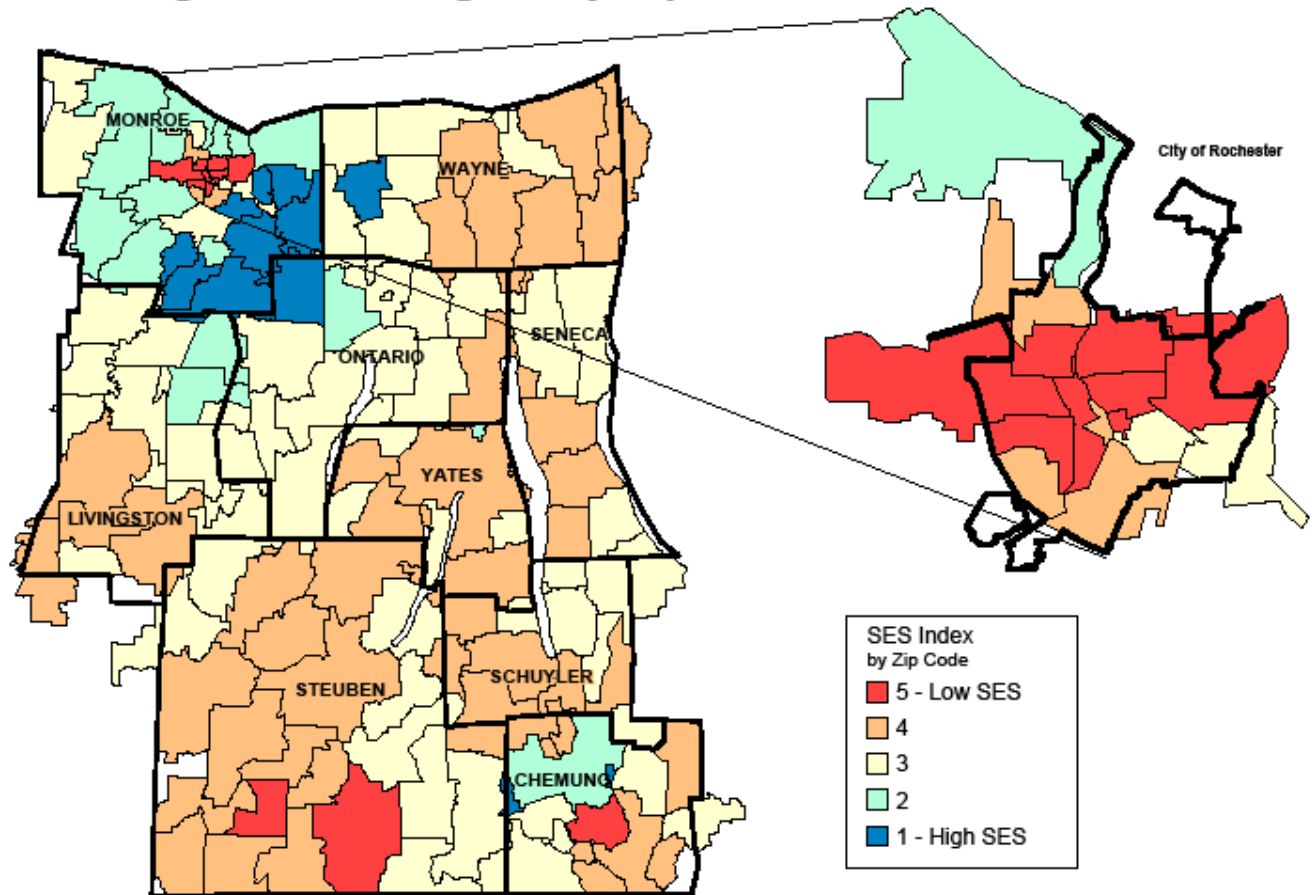 MONROE
WAYNE
City of Rochester
SENECA
ONTARIO
YATES
LIVINGSTON
STEUBEN
SCHUYLER
CHEMUNG
SES Index
by Zip Code
5 - Low SES
4
3
2
1 - High SES